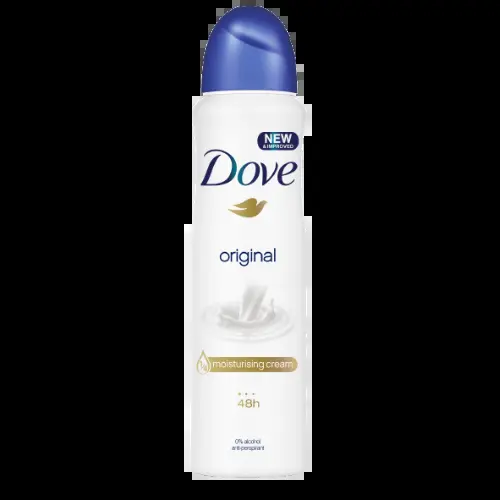 NEW
& IMPROVED
Dove
original
moisturising cream
48h
0% alcohol
anti-perspirant